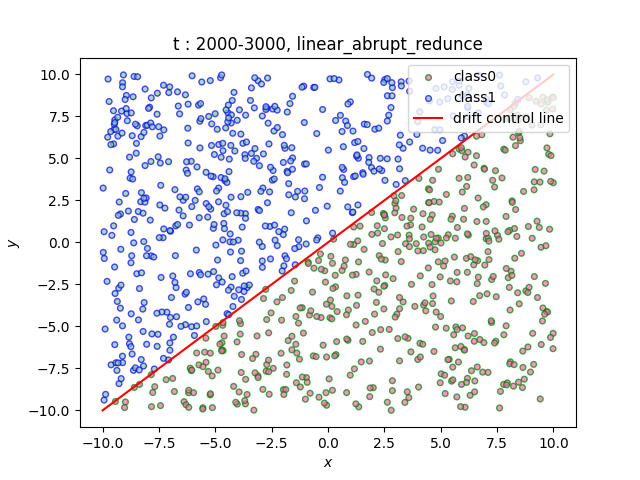 t : 2000-3000, linear_abrupt_redunce
class0
class1
drift control line
10.0
7.5
5.0
2.5
0.0
−2.5
−5.0
−7.5
−10.0
y
−10.0 −7.5 −5.0 −2.5 0.0 2.5 5.0 7.5 10.0
x